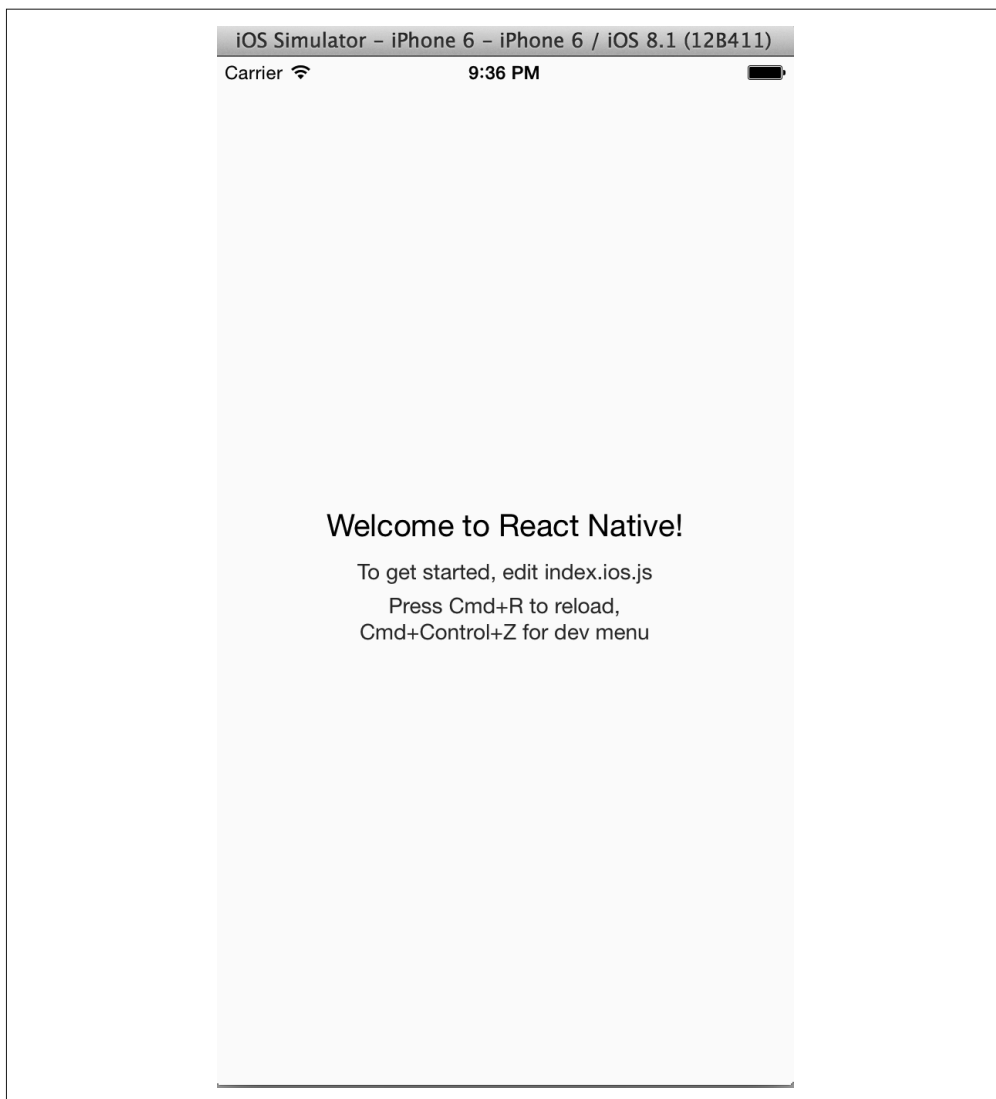 iOS Simulator – iPhone 6 – iPhone 6 / iOS 8.1 (12B411)
Carrier 9:36 PM
Welcome to React Native!
To get started, edit index.ios.js
Press Cmd+R to reload,
Cmd+Control+Z for dev menu